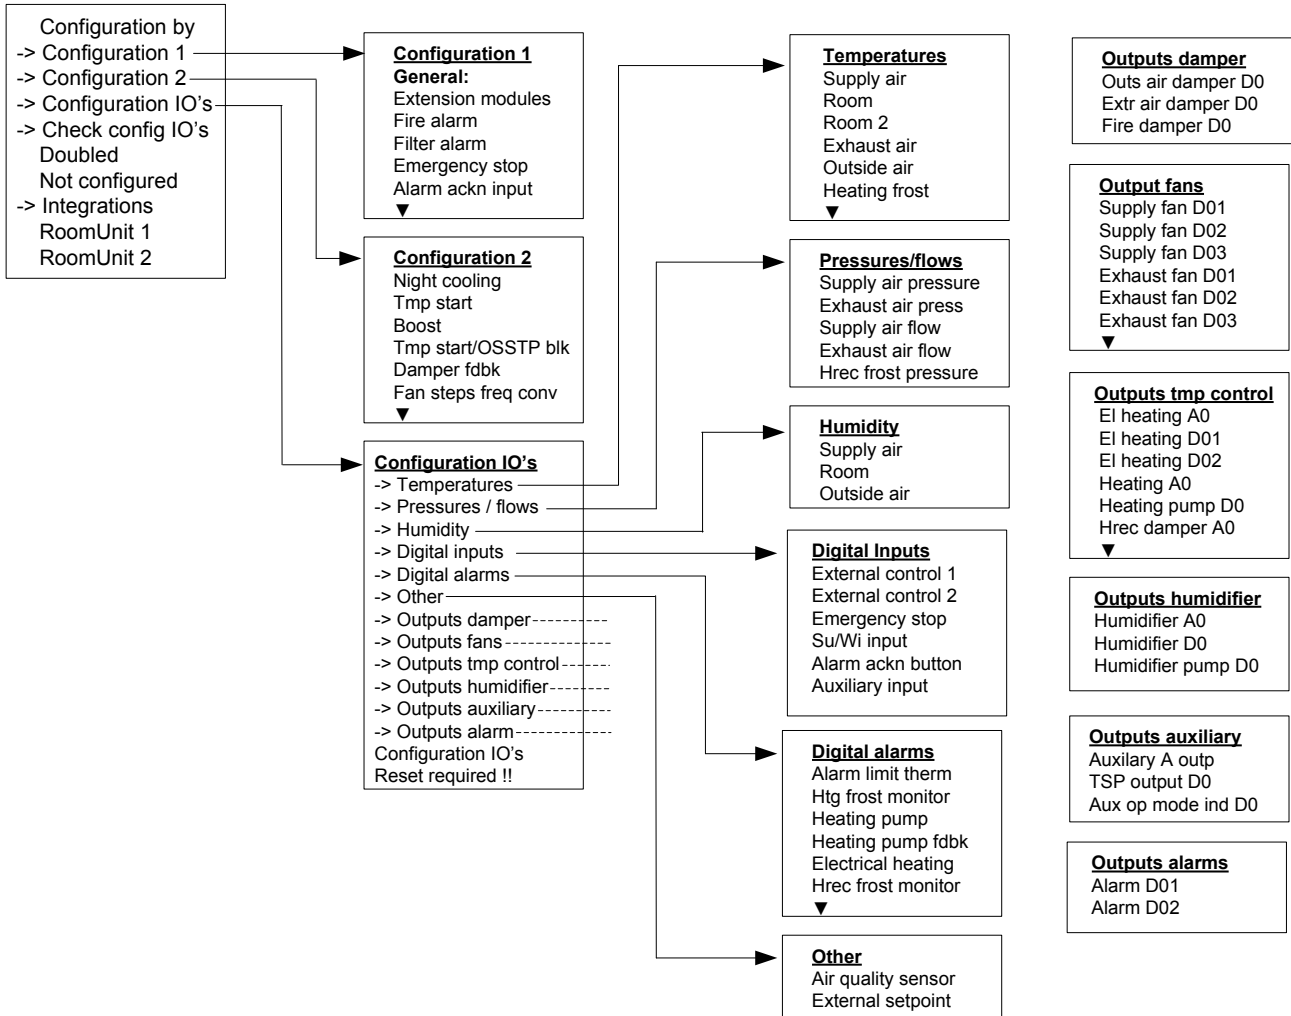 Configuration by
-> Configuration 1
-> Configuration 2
-> Configuration IO's
-> Check config IO's
Doubled
Not configured
-> Integrations
RoomUnit 1
RoomUnit 2
Configuration 1
General:
Extension modules
Fire alarm
Filter alarm
Emergency stop
Alarm ackn input
▼
Configuration 2
Night cooling
Tmp start
Boost
Tmp start/OSSTP blk
Damper fdbk
Fan steps freq conv
▼
Configuration IO's
-> Temperatures
-> Pressures / flows
-> Humidity
-> Digital inputs
-> Digital alarms
-> Other
-> Outputs damper
-> Outputs fans
-> Outputs tmp control
-> Outputs humidifier
-> Outputs auxiliary
-> Outputs alarm
Configuration IO's
Reset required !!
Temperatures
Supply air
Room
Room 2
Exhaust air
Outside air
Heating frost
▼
Pressures/flows
Supply air pressure
Exhaust air press
Supply air flow
Exhaust air flow
Hrec frost pressure
Humidity
Supply air
Room
Outside air
Digital Inputs
External control 1
External control 2
Emergency stop
Su/Wi input
Alarm ackn button
Auxiliary input
Digital alarms
Alarm limit therm
Htg frost monitor
Heating pump
Heating pump fdbk
Electrical heating
Hrec frost monitor
▼
Other
Air quality sensor
External setpoint
Outputs damper
Outs air damper D0
Extr air damper D0
Fire damper D0
Output fans
Supply fan D01
Supply fan D02
Supply fan D03
Exhaust fan D01
Exhaust fan D02
Exhaust fan D03
▼
Outputs tmp control
El heating A0
El heating D01
El heating D02
Heating A0
Heating pump D0
Hrec damper A0
▼
Outputs humidifier
Humidifier A0
Humidifier D0
Humidifier pump D0
Outputs auxiliary
Auxilary A outp
TSP output D0
Aux op mode ind D0
Outputs alarms
Alarm D01
Alarm D02